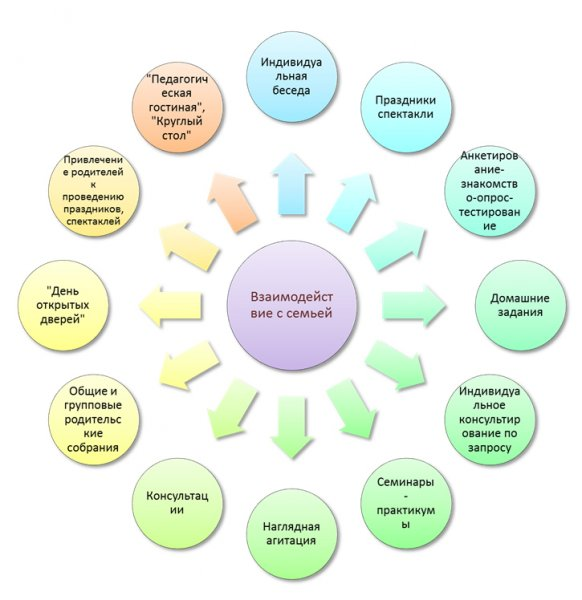 Индивидуа
льная
беседа
Праздники
спектакли
Анкетиров
ание-
знакомств
о-опрос-
тестирован
ие
Домашние
задания
Индивидуа
льное
консультир
ование по
запросу
Семинары
-
практикум
ы
Наглядная
агитация
Консультац
ии
Общие и
групповые
родительс
кие
собрания
"День
открытых
дверей"
Привлечени
е родителей
к
проведению
праздников,
спектаклей
"Педагогич
еская
гостиная",
"Круглый
стол"
Взаимодейст
вие с семьей